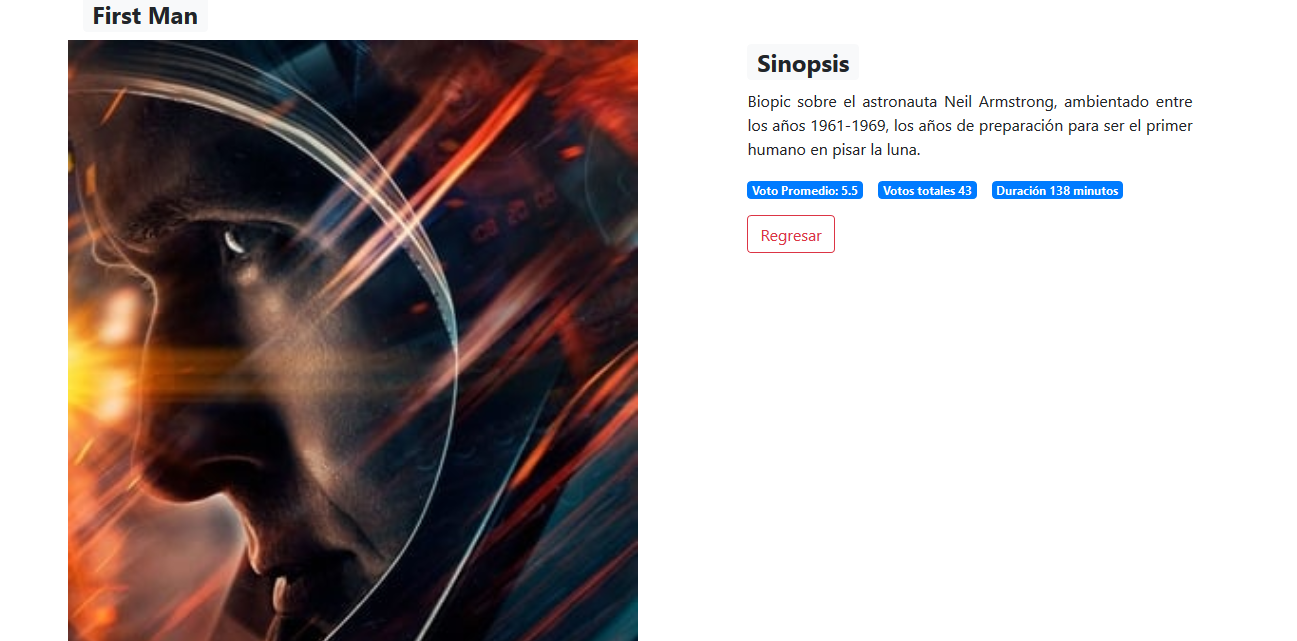 First Man
Sinopsis
Biopic sobre el astronauta Neil Armstrong, ambientado entre
los años 1961-1969, los años de preparación para ser el primer
humano en pisar la luna.
Voto Promedio: 5.5 Votos totales 43 Duración 138 minutos
Regresar